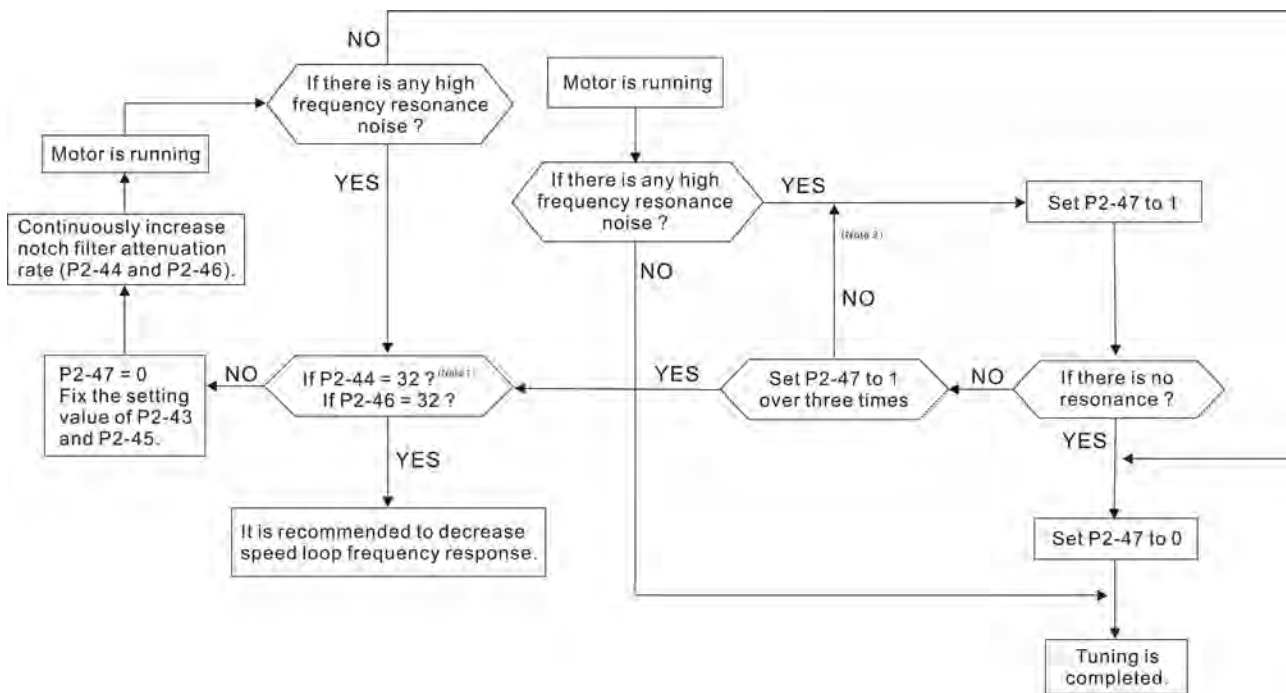 NO
If there is any high
frequency resonance
noise ?
Motor is running
Motor is running
YES
If there is any high
frequency resonance
noise ?
YES
Set P2-47 to 1
Continuously increase
notch filter attenuation
rate (P2-44 and P2-46).
(Note 2)
NO
NO
P2-47 = 0
Fix the setting
value of P2-43
and P2-45.
NO
If P2-44 = 32 ? (Note 1)
If P2-46 = 32 ?
YES
Set P2-47 to 1
over three times
NO
If there is no
resonance ?
YES
YES
It is recommended to decrease
speed loop frequency response.
Set P2-47 to 0
Tuning is
completed.